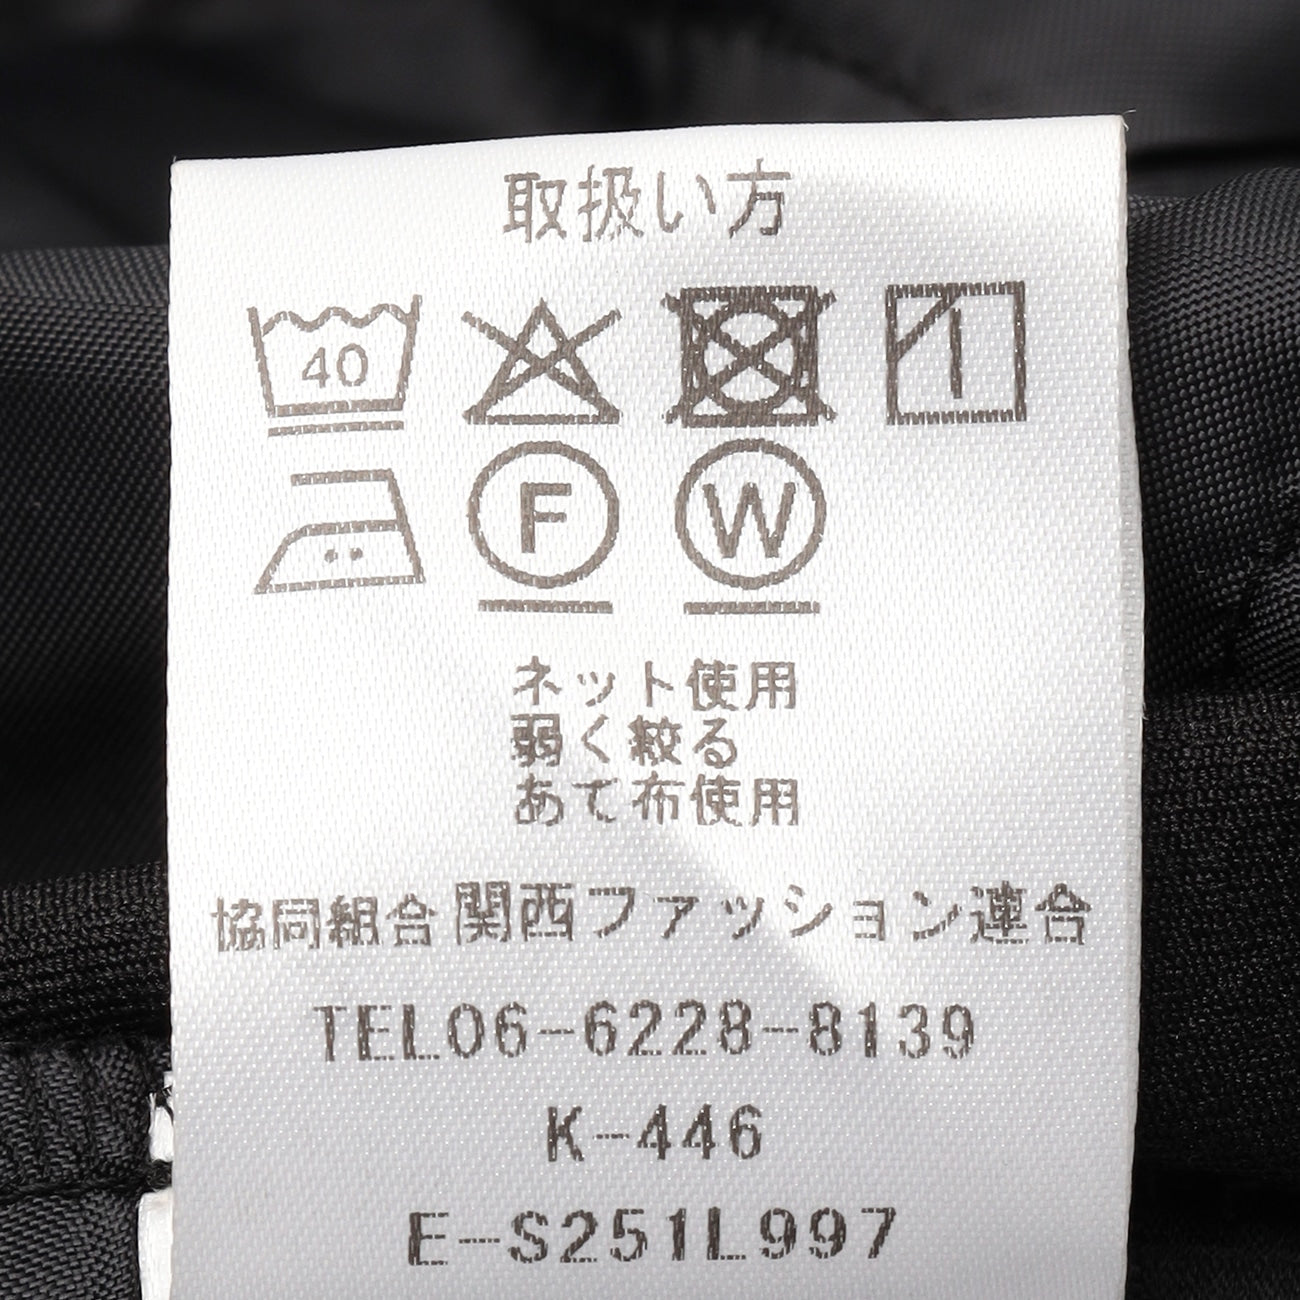 取扱い方
40
F
W
ネット使用
弱く絞る
あて布使用
協同組合関西ファッション連合
TEL06-6228-8139
K-446
E-S251L997